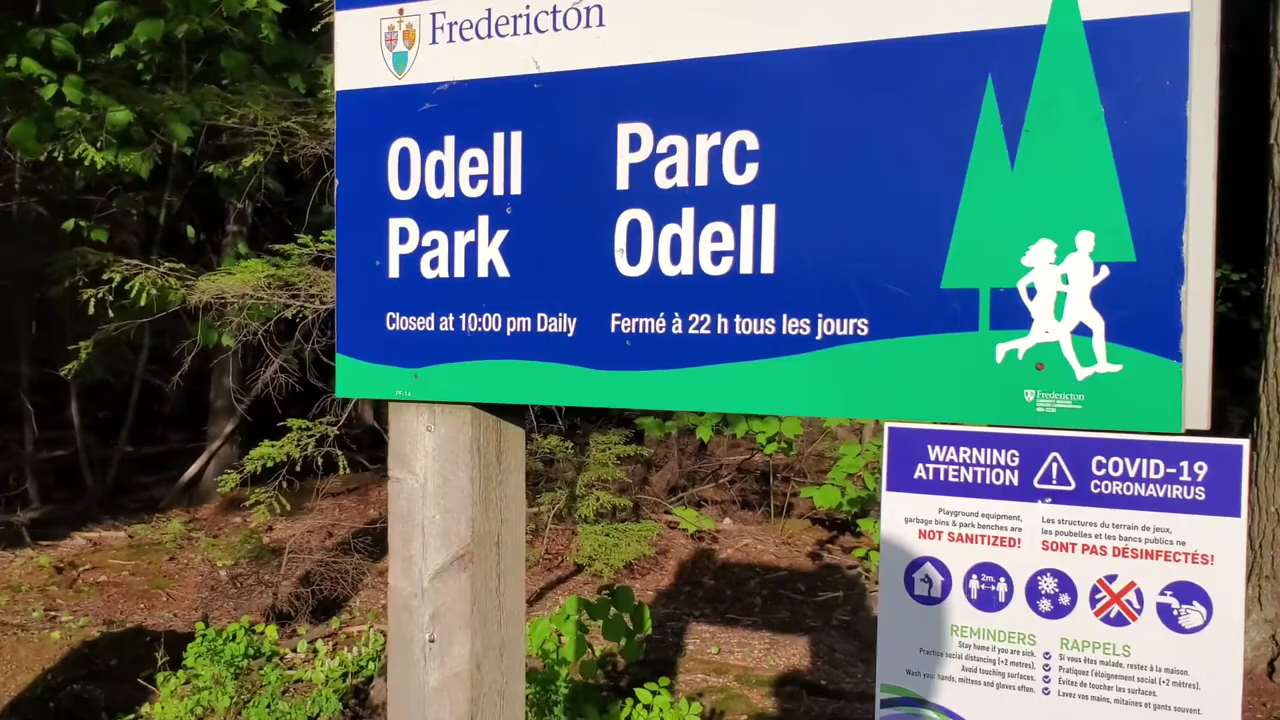 Fredericton
Odell
Park
Parc
Odell
Closed at 10:00 pm Daily
Fermé à 22 h tous les jours
PF-14
Fredericton
WARNING
ATTENTION
COVID-19
CORONAVIRUS
Playground equipment,
garbage bins & park benches are
NOT SANITIZED!
Les structures du terrain de jeux,
les poubelles et les bancs publics ne
SONT PAS DÉSINFECTÉS!
2m.
REMINDERS
Stay home if you are sick.
Practice social distancing (+2 metres).
Avoid touching surfaces.
Wash your hands, mittens and gloves often.
RAPPELS
Si vous êtes malade, restez à la maison.
Pratiquez l'éloignement social (+2 mètres).
Évitez de toucher les surfaces.
Lavez vos mains, mitaines et gants souvent.